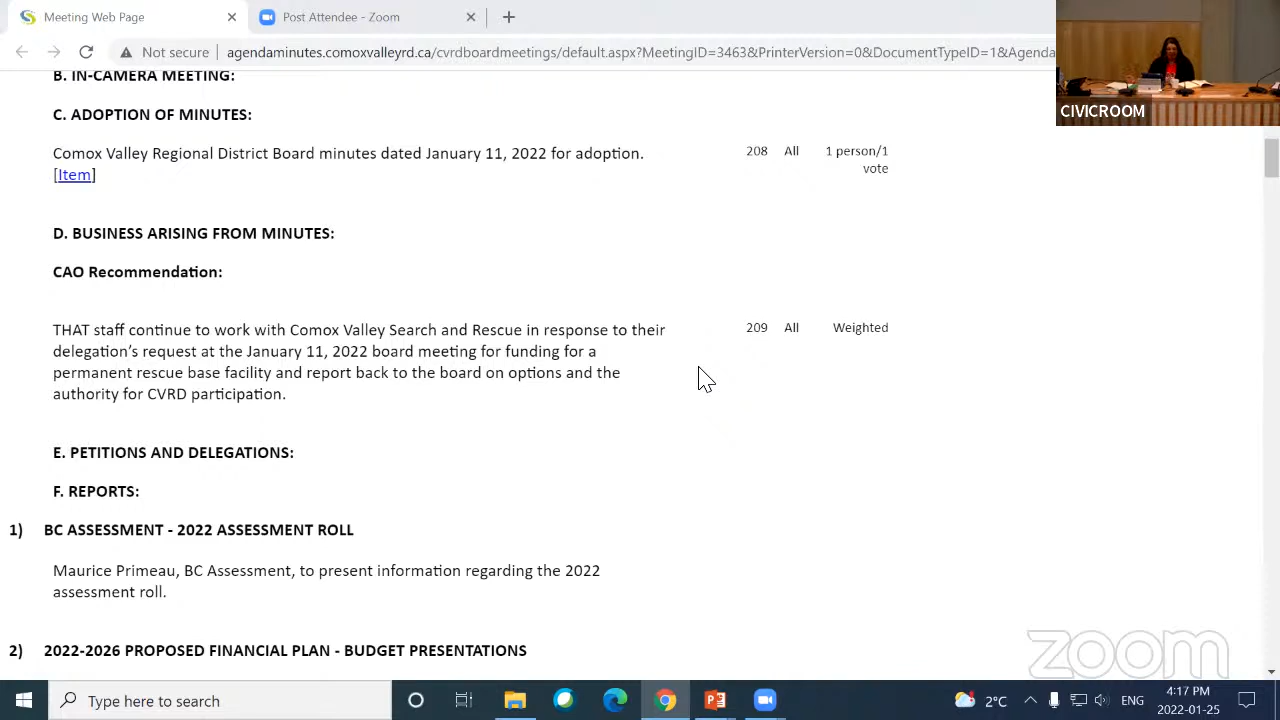 Meeting Web Page
Post Attendee - Zoom
Not secure
agendaminutes.comoxvalleyrd.ca/cvrdboardmeetings/default.aspx?MeetingID=3463&PrinterVersion=0&DocumentTypeID=1&Agenda
CIVICROOM
B. IN-CAMERA MEETING:
C. ADOPTION OF MINUTES:
Comox Valley Regional District Board minutes dated January 11, 2022 for adoption. 208 All 1 person/1
[Item] vote
D. BUSINESS ARISING FROM MINUTES:
CAO Recommendation:
THAT staff continue to work with Comox Valley Search and Rescue in response to their 209 All Weighted
delegation’s request at the January 11, 2022 board meeting for funding for a
permanent rescue base facility and report back to the board on options and the
authority for CVRD participation.
E. PETITIONS AND DELEGATIONS:
F. REPORTS:
1) BC ASSESSMENT - 2022 ASSESSMENT ROLL
Maurice Primeau, BC Assessment, to present information regarding the 2022
assessment roll.
2) 2022-2026 PROPOSED FINANCIAL PLAN - BUDGET PRESENTATIONS
zoom
Type here to search
2°C
ENG
4:17 PM
2022-01-25